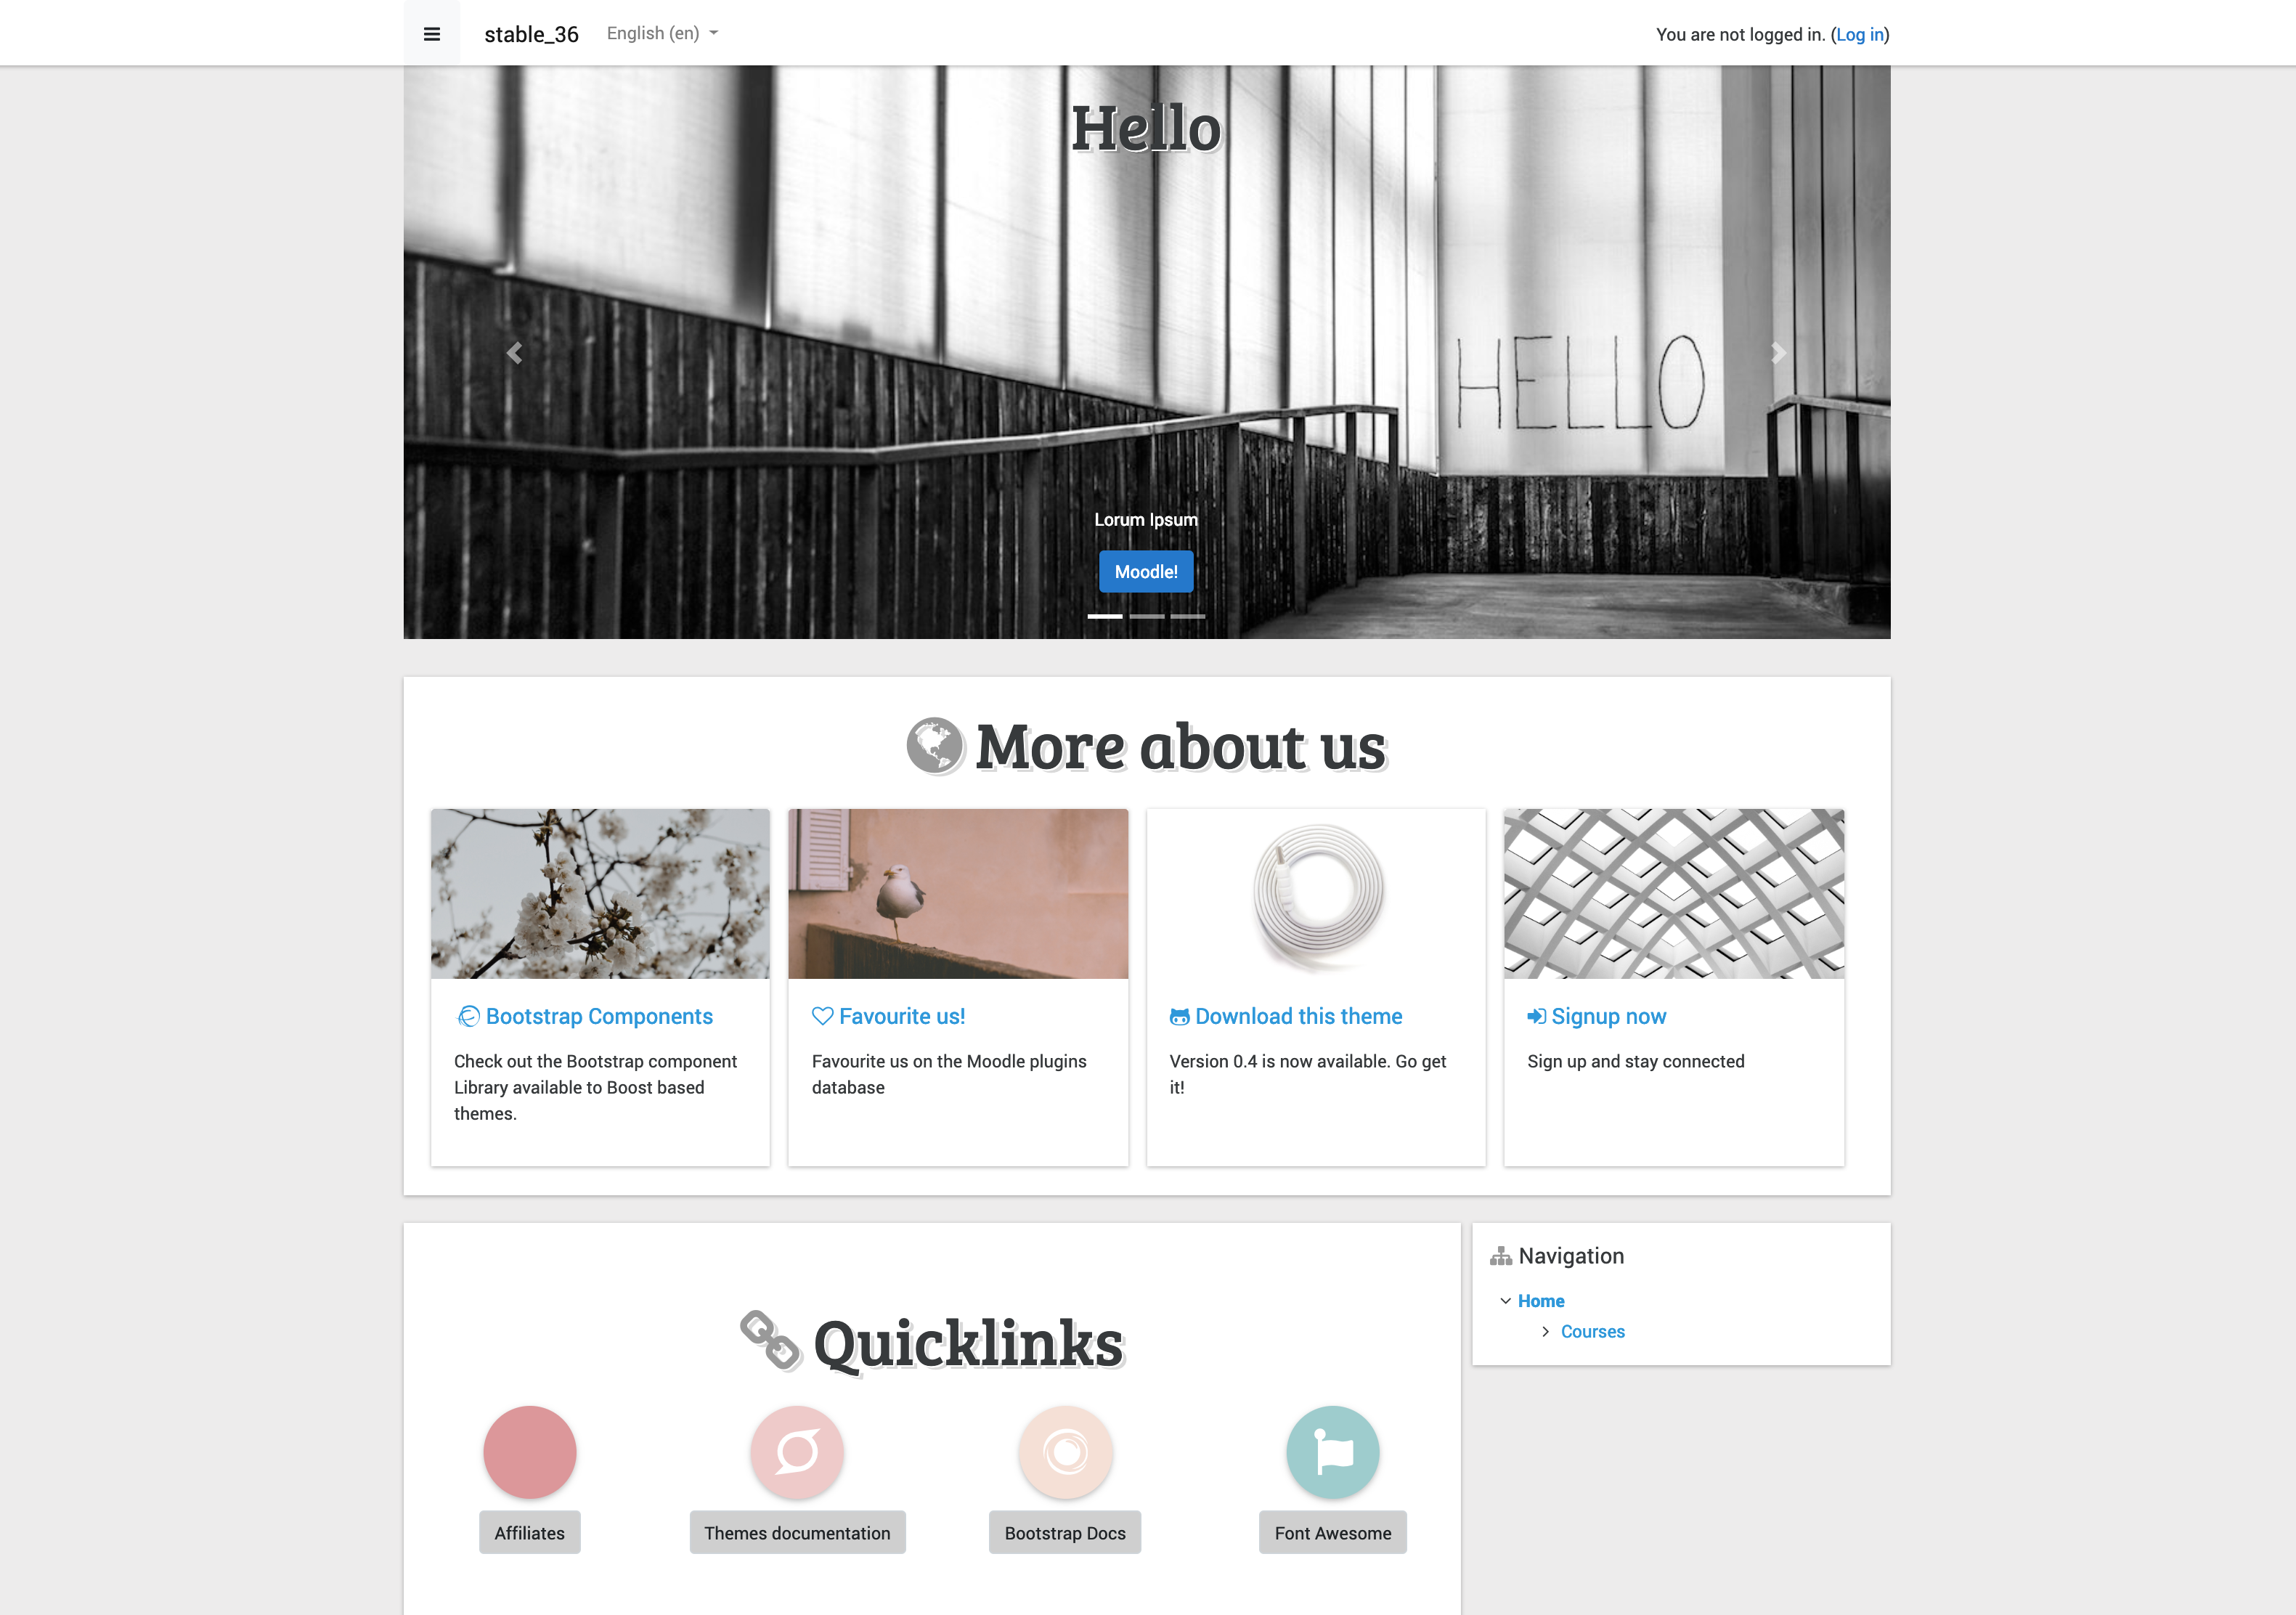 stable_36 English (en)
You are not logged in. (Log in)
Hello
HELLO
Lorum Ipsum
Moodle!
More about us
Bootstrap Components
Check out the Bootstrap component
Library available to Boost based
themes.
Favourite us!
Favourite us on the Moodle plugins
database
Download this theme
Version 0.4 is now available. Go get
it!
Signup now
Sign up and stay connected
Quicklinks
Affiliates
Themes documentation
Bootstrap Docs
Font Awesome
Navigation
Home
Courses